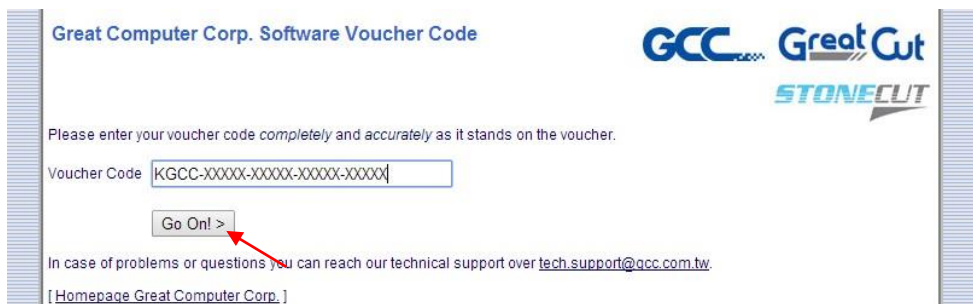 Great Computer Corp. Software Voucher Code
GCC
GreatCut
STONECUT
Please enter your voucher code completely and accurately as it stands on the voucher.
Voucher Code KGCC-XXXXX-XXXXX-XXXXX-XXXXX
Go On! >
In case of problems or questions you can reach our technical support over tech.support@gcc.com.tw.
[ Homepage Great Computer Corp. ]